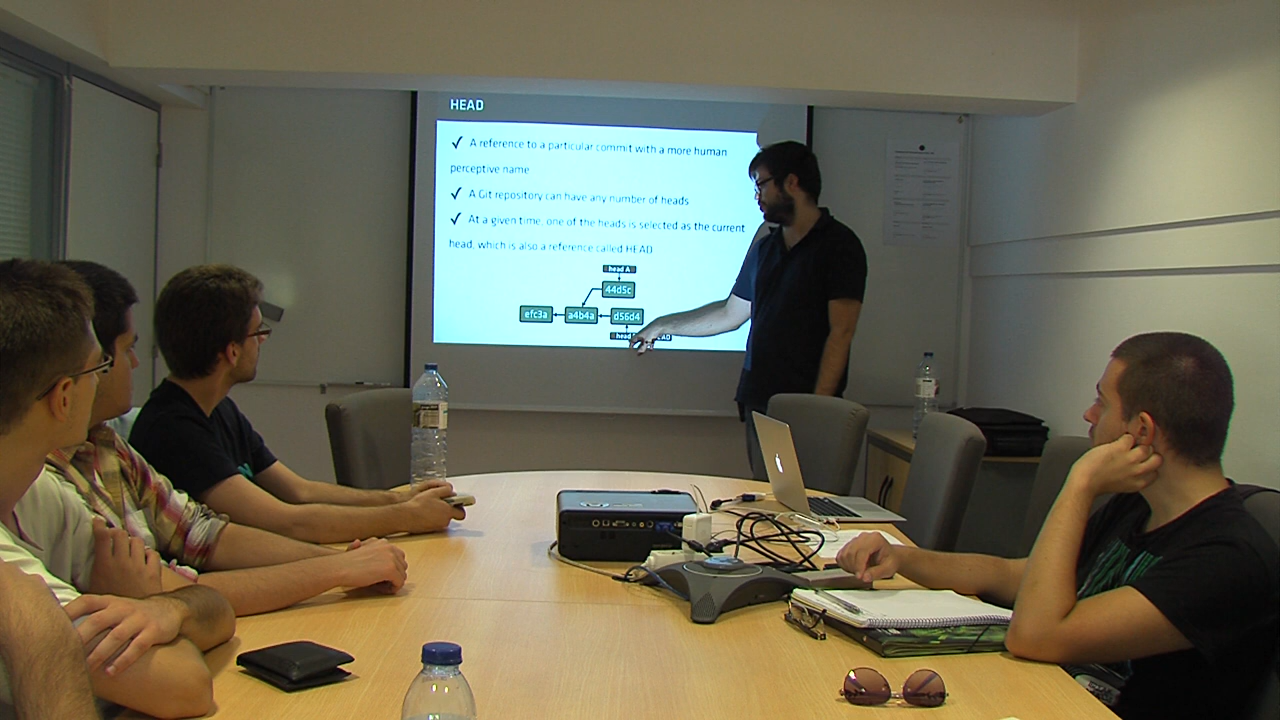 HEAD
✓ A reference to a particular commit with a more human
perceptive name
✓ A Git repository can have any number of heads
✓ At a given time, one of the heads is selected as the current
head, which is also a reference called HEAD
head A
44d5c
efc3a a4b4a d56d4
head